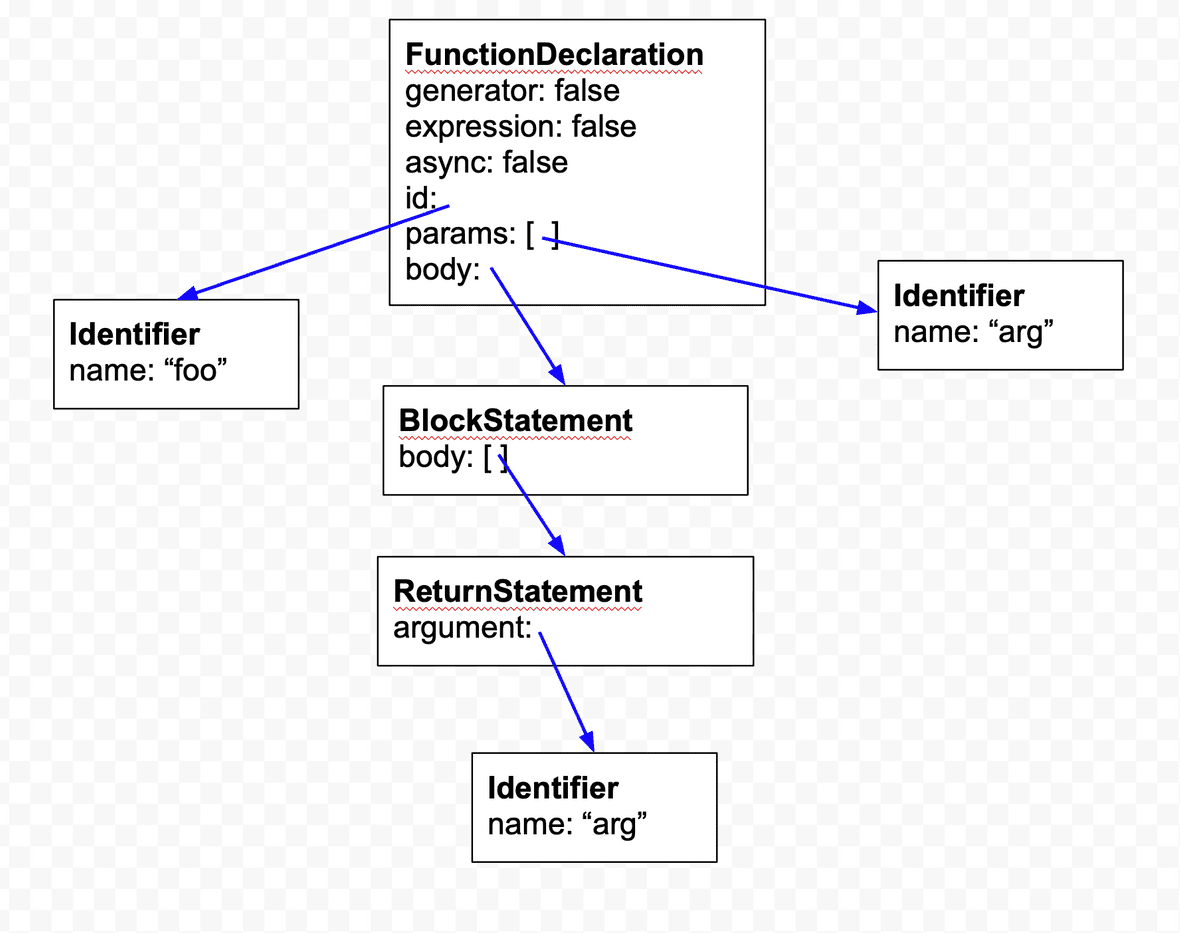 FunctionDeclaration
generator: false
expression: false
async: false
id:
params: [ ]
body:
Identifier
name: “foo”
Identifier
name: “arg”
BlockStatement
body: [ ]
ReturnStatement
argument:
Identifier
name: “arg”